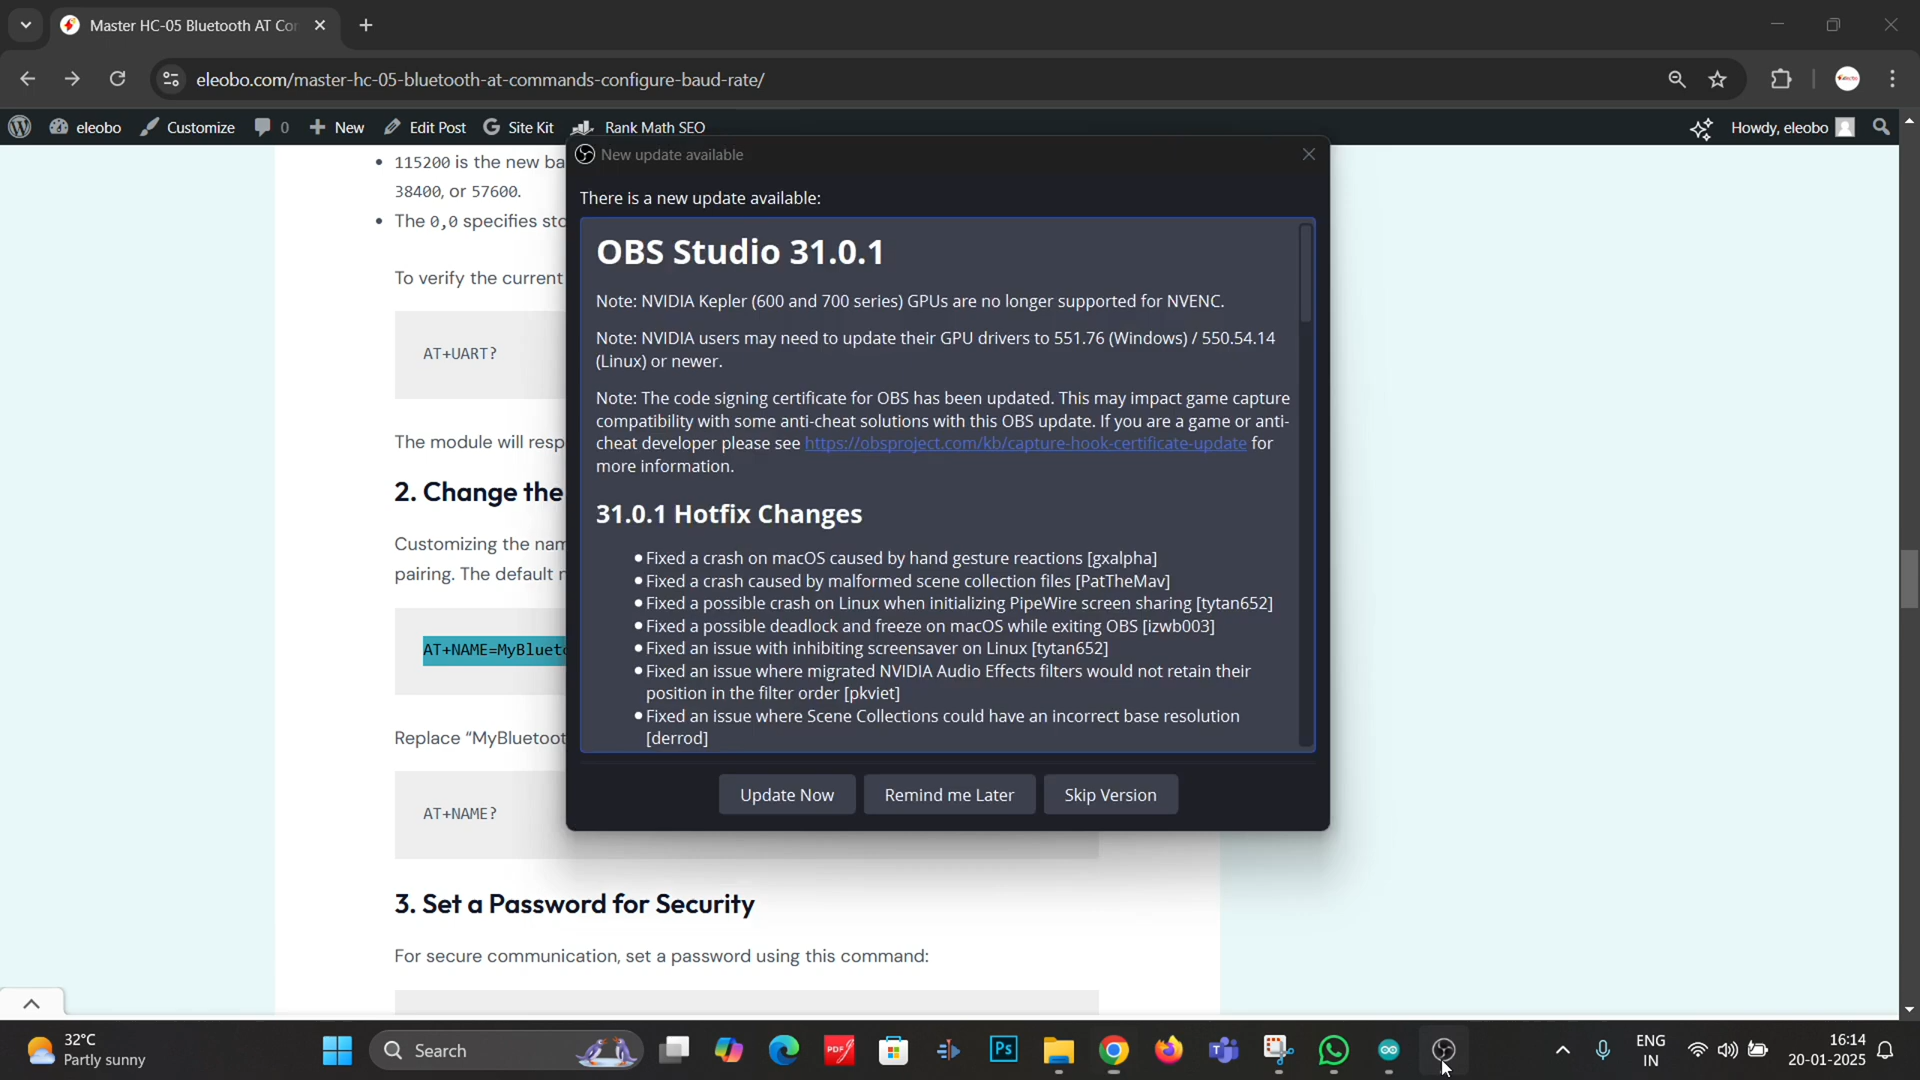 Master HC-05 Bluetooth AT Co
eleobo.com/master-hc-05-bluetooth-at-commands-configure-baud-rate/
eleobo
Customize
0
New
Edit Post
Site Kit
Rank Math SEO
Howdy, eleobo
115200 is the new ba
38400, or 57600.
The 0,0 specifies sto
To verify the current
AT+UART?
The module will resp
2. Change the
Customizing the nam
pairing. The default
AT+NAME=MyBlueto
Replace “MyBluetoot
AT+NAME?
3. Set a Password for Security
For secure communication, set a password using this command:
New update available
There is a new update available:
OBS Studio 31.0.1
Note: NVIDIA Kepler (600 and 700 series) GPUs are no longer supported for NVENC.
Note: NVIDIA users may need to update their GPU drivers to 551.76 (Windows) / 550.54.14
(Linux) or newer.
Note: The code signing certificate for OBS has been updated. This may impact game capture
compatibility with some anti-cheat solutions with this OBS update. If you are a game or anti-
cheat developer please see https://obsproject.com/kb/capture-hook-certificate-update for
more information.
31.0.1 Hotfix Changes
Fixed a crash on macOS caused by hand gesture reactions [gxalpha]
Fixed a crash caused by malformed scene collection files [PatTheMav]
Fixed a possible crash on Linux when initializing PipeWire screen sharing [tytan652]
Fixed a possible deadlock and freeze on macOS while exiting OBS [izwb003]
Fixed an issue with inhibiting screensaver on Linux [tytan652]
Fixed an issue where migrated NVIDIA Audio Effects filters would not retain their
position in the filter order [pkviet]
Fixed an issue where Scene Collections could have an incorrect base resolution
[derrod]
Update Now
Remind me Later
Skip Version
32°C
Partly sunny
Search
PDF
Ps
ENG
IN
16:14
20-01-2025